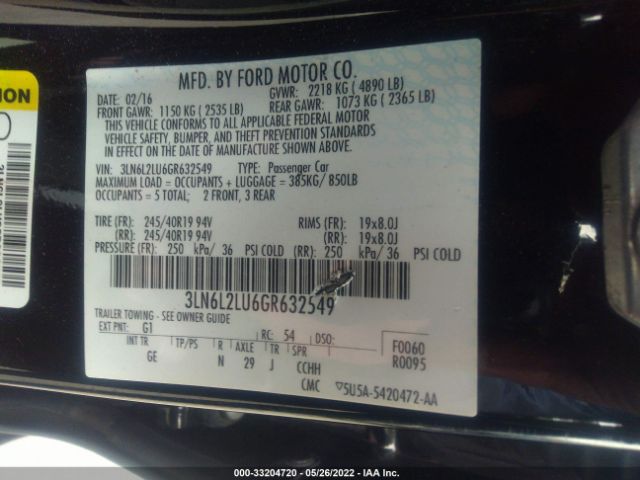 MFD. BY FORD MOTOR CO.
DATE: 02/16 GVWR: 2218 KG ( 4890 LB)
FRONT GAWR: 1150 KG ( 2535 LB) REAR GAWR: 1073 KG ( 2365 LB)
THIS VEHICLE CONFORMS TO ALL APPLICABLE FEDERAL MOTOR
VEHICLE SAFETY, BUMPER, AND THEFT PREVENTION STANDARDS
IN EFFECT ON THE DATE OF MANUFACTURE SHOWN ABOVE.
VIN: 3LN6L2LU6GR632549 TYPE: Passenger Car
MAXIMUM LOAD = OCCUPANTS + LUGGAGE = 385KG/ 850LB
OCCUPANTS = 5 TOTAL; 2 FRONT, 3 REAR
TIRE (FR): 245/40R19 94V RIMS (FR): 19x8.0J
(RR): 245/40R19 94V (RR): 19x8.0J
PRESSURE (FR): 250 kPa/ 36 PSI COLD (RR): 250 kPa/ 36 PSI COLD
3LN6L2LU6GR632549
TRAILER TOWING - SEE OWNER GUIDE
EXT PNT: G1 RC: 54 DSO: F0060
INT TR TP/PS R AXLE TR SPR R0095
GE N 29 J CCHH
CMC 5U5A-5420472-AA
000-33204720 - 05/26/2022 - IAA Inc.